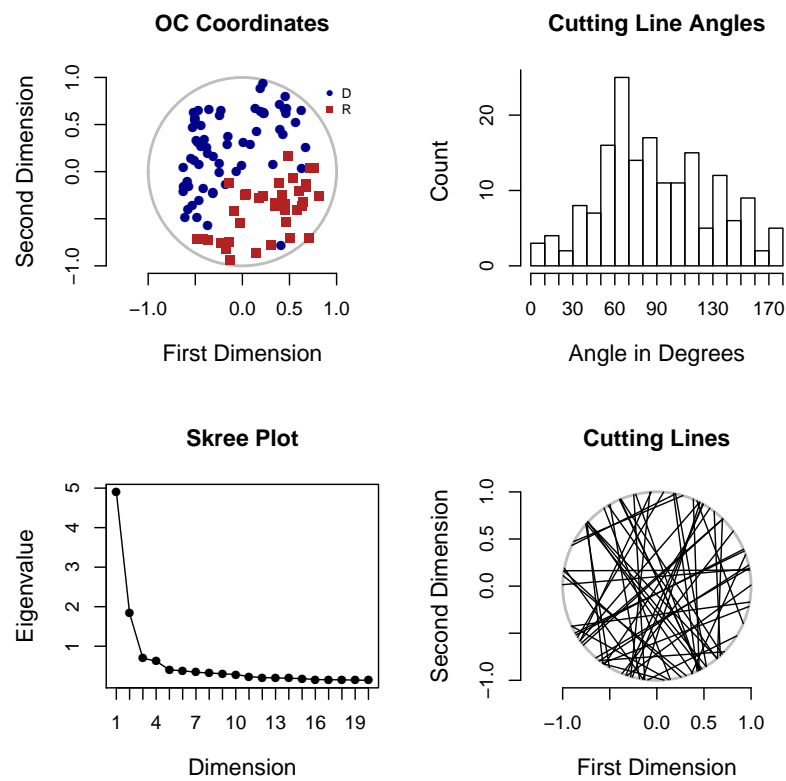 OC Coordinates
Second Dimension
1.0
0.5
0.0
−1.0
D
R
−1.0 0.0 0.5 1.0
First Dimension
Cutting Line Angles
Count
20
10
0
0 30 60 90 130 170
Angle in Degrees
Skree Plot
Eigenvalue
5
4
3
2
1
1 4 7 10 13 16 19
Dimension
Cutting Lines
Second Dimension
1.0
0.5
0.0
−1.0
−1.0 0.0 0.5 1.0
First Dimension